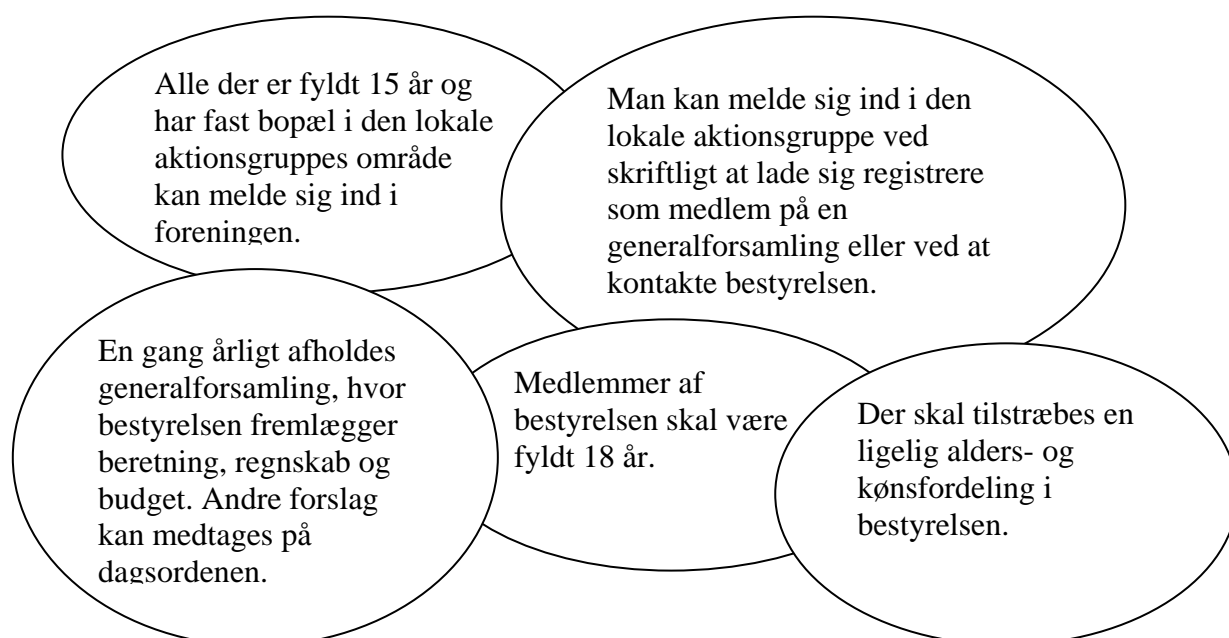 Alle der er fyldt 15 år og
har fast bopæl i den lokale
aktionsgruppes område
kan melde sig ind i
foreningen.
Man kan melde sig ind i den
lokale aktionsgruppe ved
skriftligt at lade sig registrere
som medlem på en
generalforsamling eller ved at
kontakte bestyrelsen.
En gang årligt afholdes
generalforsamling, hvor
bestyrelsen fremlægger
beretning, regnskab og
budget. Andre forslag
kan medtages på
dagsordenen.
Medlemmer af
bestyrelsen skal være
fyldt 18 år.
Der skal tilstræbes en
ligelig alders- og
kønsfordeling i
bestyrelsen.